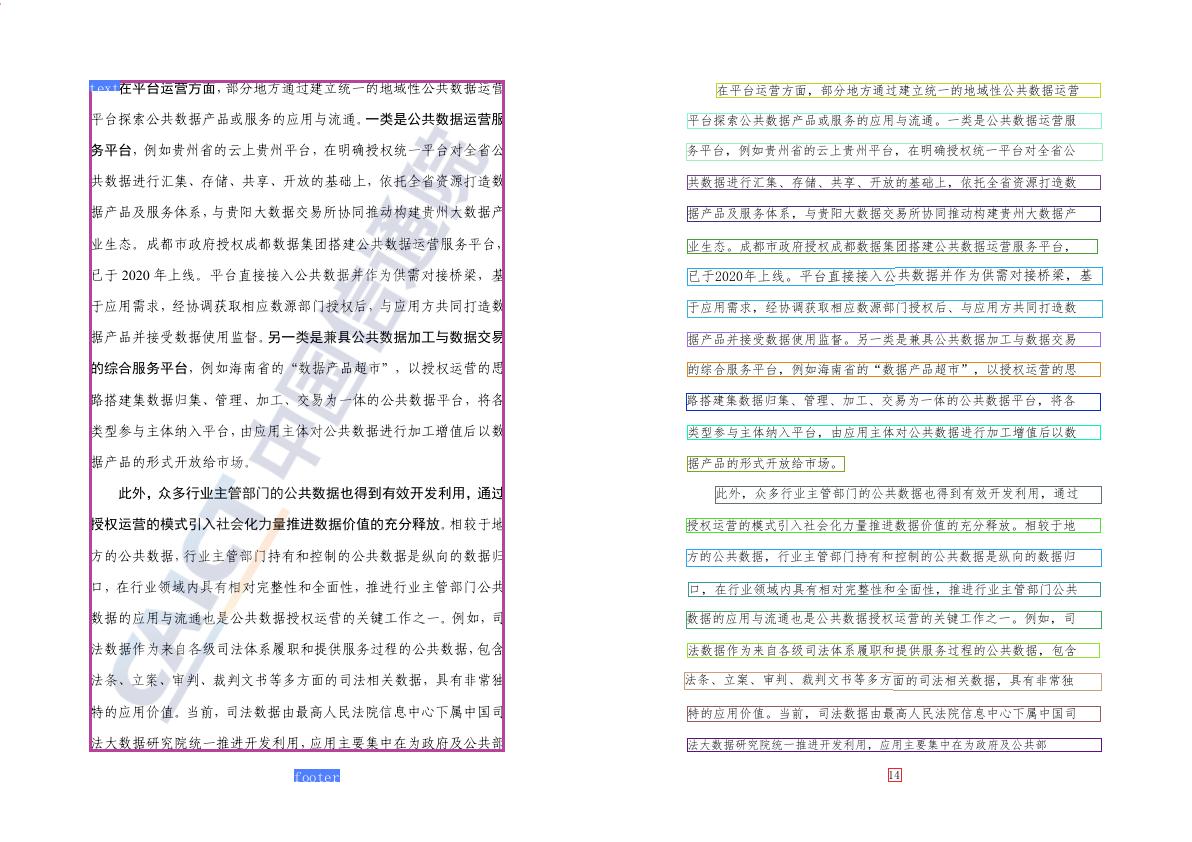 text在平台运营方面，部分地方通过建立统一的地域性公共数据运营
平台探索公共数据产品或服务的应用与流通。一类是公共数据运营服
务平台，例如贵州省的云上贵州平台，在明确授权统一平台对全省公
共数据进行汇集、存储、共享、开放的基础上，依托全省资源打造数
据产品及服务体系，与贵阳大数据交易所协同推动构建贵州大数据产
业生态。成都市政府授权成都数据集团搭建公共数据运营服务平台，
已于 2020 年上线。平台直接接入公共数据并作为供需对接桥梁，基
于应用需求，经协调获取相应数源部门授权后，与应用方共同打造数
据产品并接受数据使用监督。另一类是兼具公共数据加工与数据交易
的综合服务平台，例如海南省的“数据产品超市”，以授权运营的思
路搭建集数据归集、管理、加工、交易为一体的公共数据平台，将各
类型参与主体纳入平台，由应用主体对公共数据进行加工增值后以数
据产品的形式开放给市场。
此外，众多行业主管部门的公共数据也得到有效开发利用，通过
授权运营的模式引入社会化力量推进数据价值的充分释放。相较于地
方的公共数据，行业主管部门持有和控制的公共数据是纵向的数据归
口，在行业领域内具有相对完整性和全面性，推进行业主管部门公共
数据的应用与流通也是公共数据授权运营的关键工作之一。例如，司
法数据作为来自各级司法体系履职和提供服务过程的公共数据，包含
法条、立案、审判、裁判文书等多方面的司法相关数据，具有非常独
特的应用价值。当前，司法数据由最高人民法院信息中心下属中国司
法大数据研究院统一推进开发利用，应用主要集中在为政府及公共部
footer
CAICT 中国信通院
在平台运营方面，部分地方通过建立统一的地域性公共数据运营
平台探索公共数据产品或服务的应用与流通。一类是公共数据运营服
务平台，例如贵州省的云上贵州平台，在明确授权统一平台对全省公
共数据进行汇集、存储、共享、开放的基础上，依托全省资源打造数
据产品及服务体系，与贵阳大数据交易所协同推动构建贵州大数据产
业生态。成都市政府授权成都数据集团搭建公共数据运营服务平台，
已于2020年上线。平台直接接入公共数据并作为供需对接桥梁，基
于应用需求，经协调获取相应数源部门授权后、与应用方共同打造数
据产品并接受数据使用监督。另一类是兼具公共数据加工与数据交易
的综合服务平台，例如海南省的“数据产品超市”，以授权运营的思
路搭建集数据归集、管理、加工、交易为一体的公共数据平台，将各
类型参与主体纳入平台，由应用主体对公共数据进行加工增值后以数
据产品的形式开放给市场。
此外，众多行业主管部门的公共数据也得到有效开发利用，通过
授权运营的模式引入社会化力量推进数据价值的充分释放。相较于地
方的公共数据，行业主管部门持有和控制的公共数据是纵向的数据归
口，在行业领域内具有相对完整性和全面性，推进行业主管部门公共
数据的应用与流通也是公共数据授权运营的关键工作之一。例如，司
法数据作为来自各级司法体系履职和提供服务过程的公共数据，包含
法条、立案、审判、裁判文书等多方面的司法相关数据，具有非常独
特的应用价值。当前，司法数据由最高人民法院信息中心下属中国司
法大数据研究院统一推进开发利用，应用主要集中在为政府及公共部
14